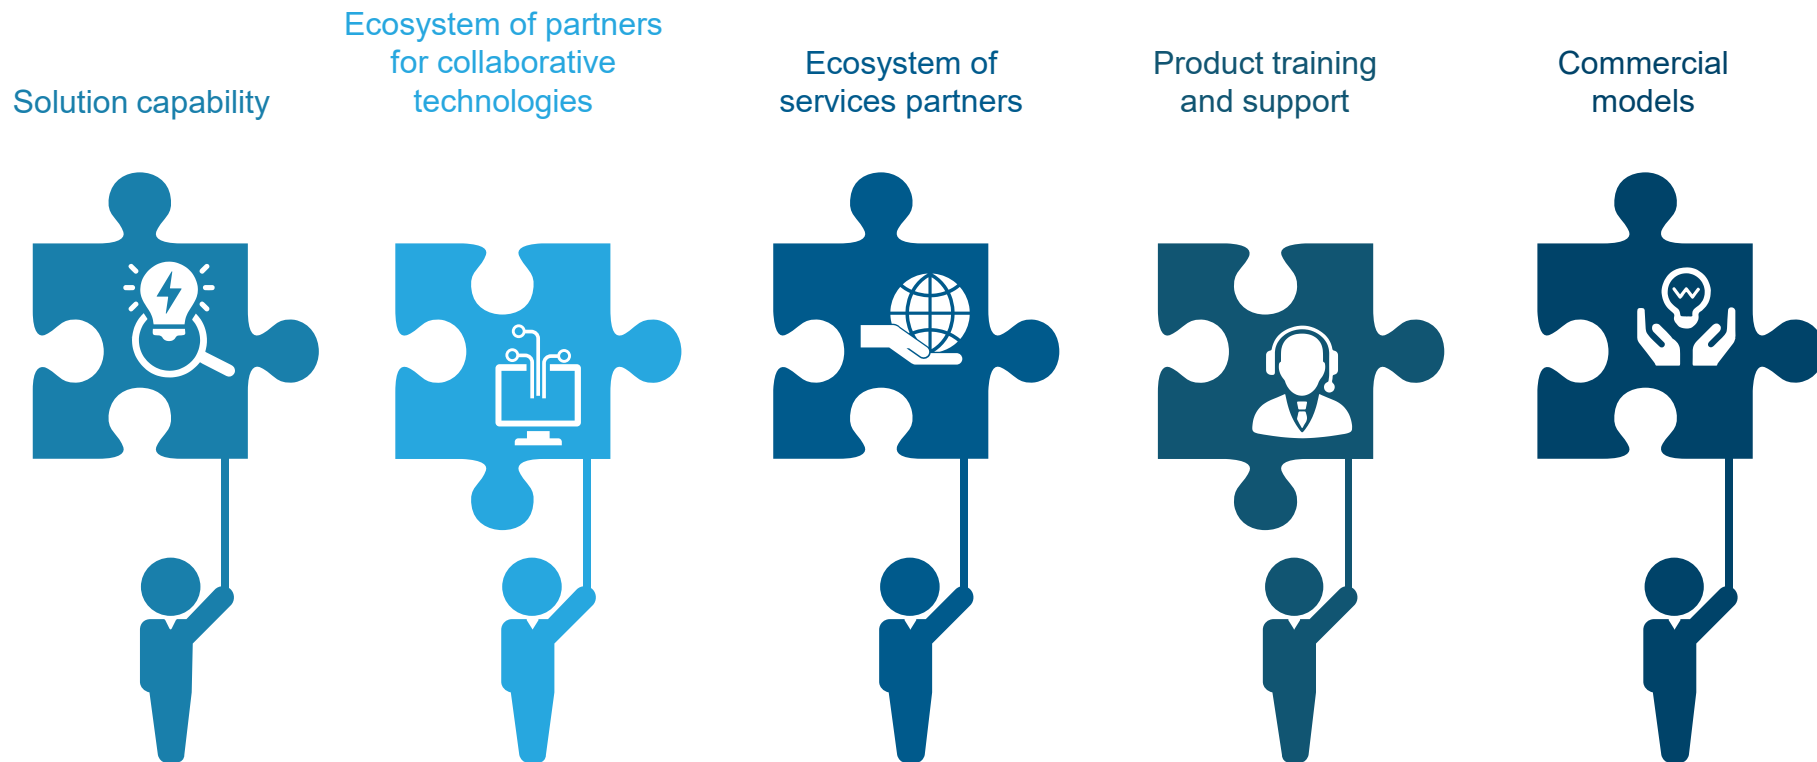 Solution capability
Ecosystem of partners
for collaborative
technologies
Ecosystem of
services partners
Product training
and support
Commercial
models